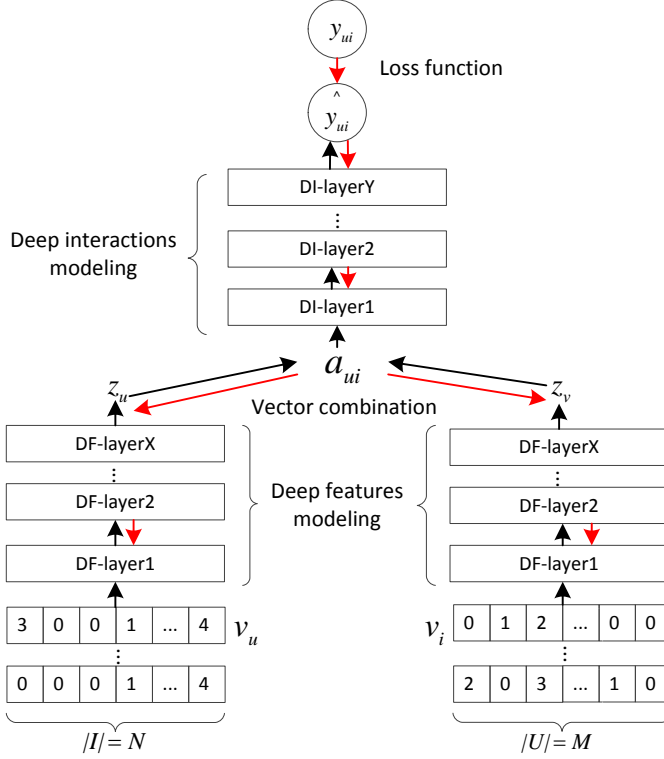 y_ui
Loss function
ŷ_ui
DI-layerY
...
Deep interactions
modeling
DI-layer2
DI-layer1
a_ui
z_u
z_v
Vector combination
DF-layerX
DF-layerX
...
...
Deep features
modeling
DF-layer2
DF-layer2
DF-layer1
DF-layer1
3 0 0 1 ... 4
v_u
v_i
0 1 2 ... 0 0
...
...
0 0 0 1 ... 4
2 0 3 ... 1 0
|I| = N
|U| = M